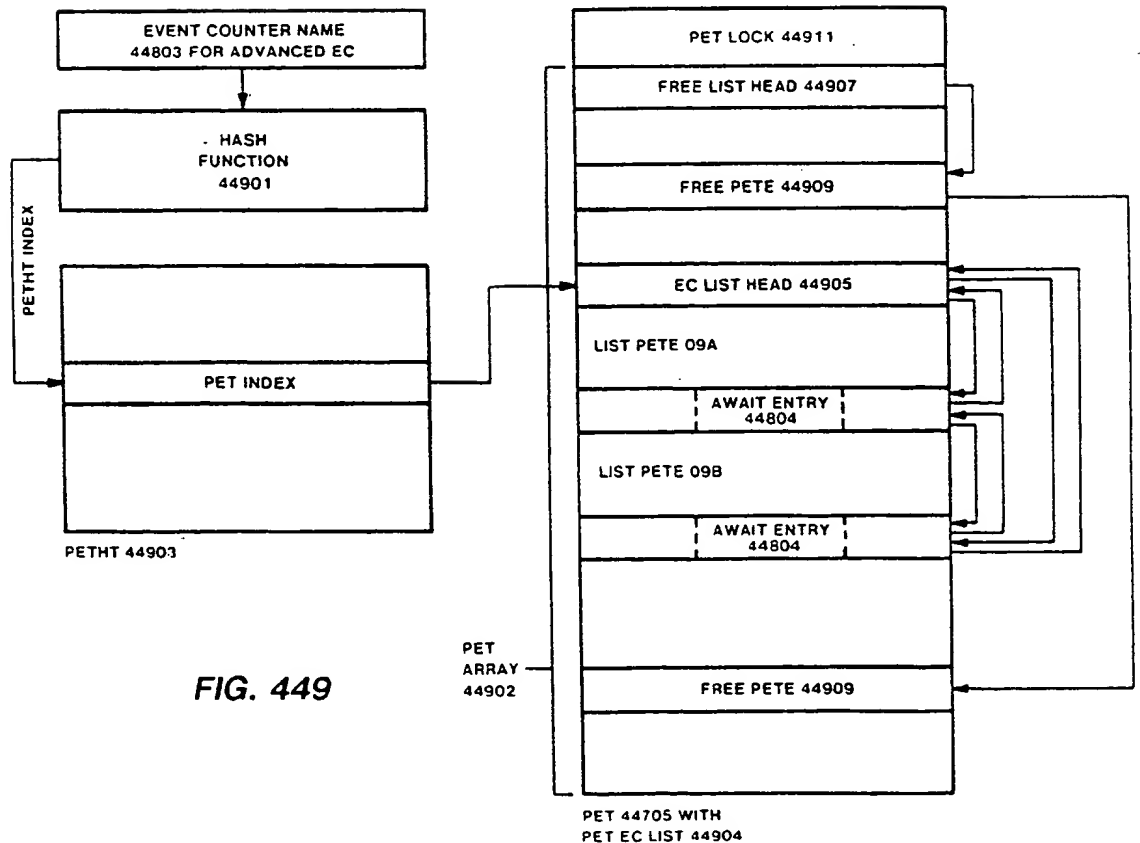 EVENT COUNTER NAME
44803 FOR ADVANCED EC
HASH
FUNCTION
44901
PETHT INDEX
PET INDEX
PETHT 44903
PET LOCK 44911
FREE LIST HEAD 44907
FREE PETE 44909
EC LIST HEAD 44905
LIST PETE 09A
AWAIT ENTRY
44804
LIST PETE 09B
AWAIT ENTRY
44804
FREE PETE 44909
PET
ARRAY
44902
PET 44705 WITH
PET EC LIST 44904
FIG. 449